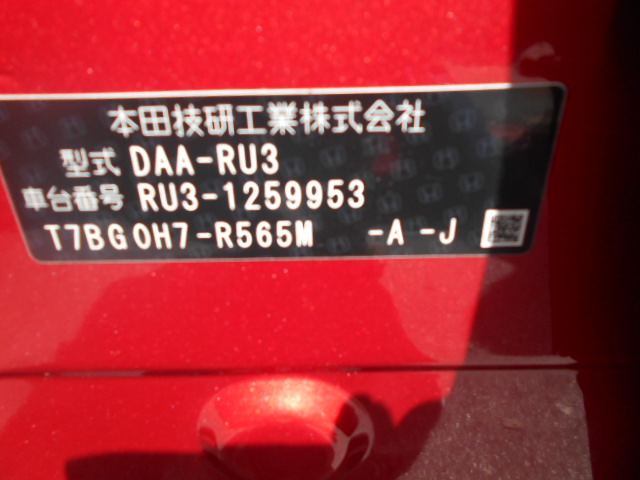 本田技研工業株式会社
型式 DAA-RU3
車台番号 RU3-1259953
T7BG0H7-R565M -A -J